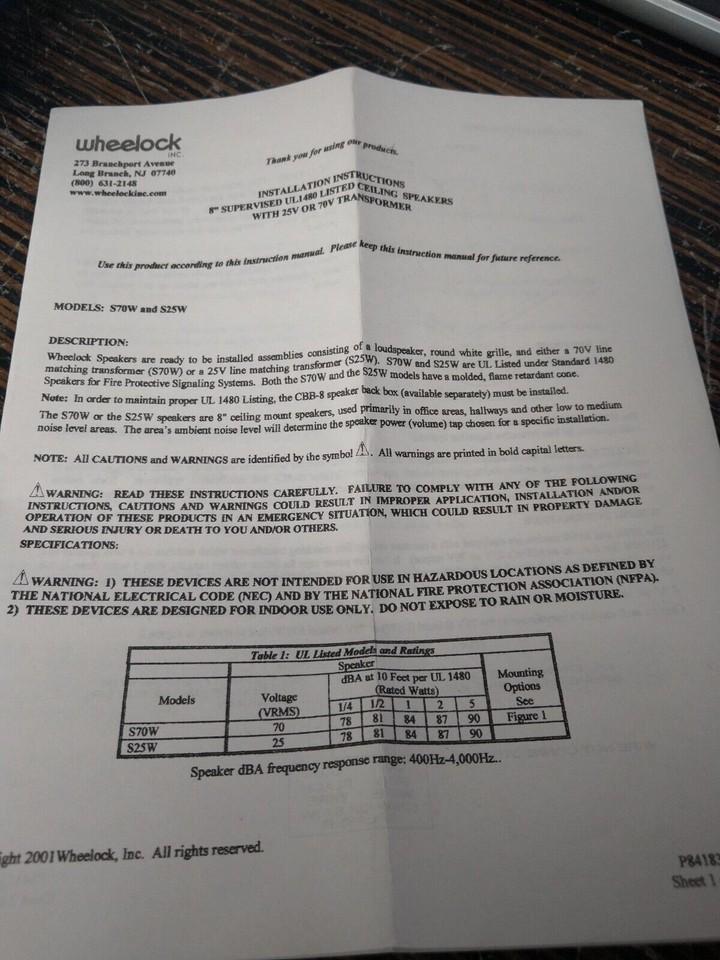 wheelock
INC.
273 Branchport Avenue
Long Branch, NJ 07740
(800) 631-2148
www.wheelockinc.com
Thank you for using our products.
INSTALLATION INSTRUCTIONS
8" SUPERVISED UL1480 LISTED CEILING SPEAKERS
WITH 25V OR 70V TRANSFORMER
Use this product according to this instruction manual. Please keep this instruction manual for future reference.
MODELS: S70W and S25W
DESCRIPTION:
Wheelock Speakers are ready to be installed assemblies consisting of a loudspeaker, round white grille, and either a 70V line
matching transformer (S70W) or a 25V line matching transformer (S25W). S70W and S25W are UL Listed under Standard 1480
Speakers for Fire Protective Signaling Systems. Both the S70W and the S25W models have a molded, flame retardant cone.
Note: In order to maintain proper UL 1480 Listing, the CBB-8 speaker back box (available separately) must be installed.
The S70W or the S25W speakers are 8" ceiling mount speakers, used primarily in office areas, hallways and other low to medium
noise level areas. The area's ambient noise level will determine the speaker power (volume) tap chosen for a specific installation.
NOTE: All CAUTIONS and WARNINGS are identified by the symbol ⚠. All warnings are printed in bold capital letters.
⚠ WARNING: READ THESE INSTRUCTIONS CAREFULLY. FAILURE TO COMPLY WITH ANY OF THE FOLLOWING
INSTRUCTIONS, CAUTIONS AND WARNINGS COULD RESULT IN IMPROPER APPLICATION, INSTALLATION AND/OR
OPERATION OF THESE PRODUCTS IN AN EMERGENCY SITUATION, WHICH COULD RESULT IN PROPERTY DAMAGE
AND SERIOUS INJURY OR DEATH TO YOU AND/OR OTHERS.
SPECIFICATIONS:
⚠ WARNING: 1) THESE DEVICES ARE NOT INTENDED FOR USE IN HAZARDOUS LOCATIONS AS DEFINED BY
THE NATIONAL ELECTRICAL CODE (NEC) AND BY THE NATIONAL FIRE PROTECTION ASSOCIATION (NFPA).
2) THESE DEVICES ARE DESIGNED FOR INDOOR USE ONLY. DO NOT EXPOSE TO RAIN OR MOISTURE.
Table 1: UL Listed Models and Ratings
Speaker
Models
Voltage
(VRMS)
dBA at 10 Feet per UL 1480
(Rated Watts)
1/4 1/2 1 2 5
Mounting
Options
See
Figure 1
S70W 70 78 81 84 87 90
S25W 25 78 81 84 87 90
Speaker dBA frequency response range: 400Hz-4,000Hz..
ight 2001 Wheelock, Inc. All rights reserved.
P8418
Sheet 1